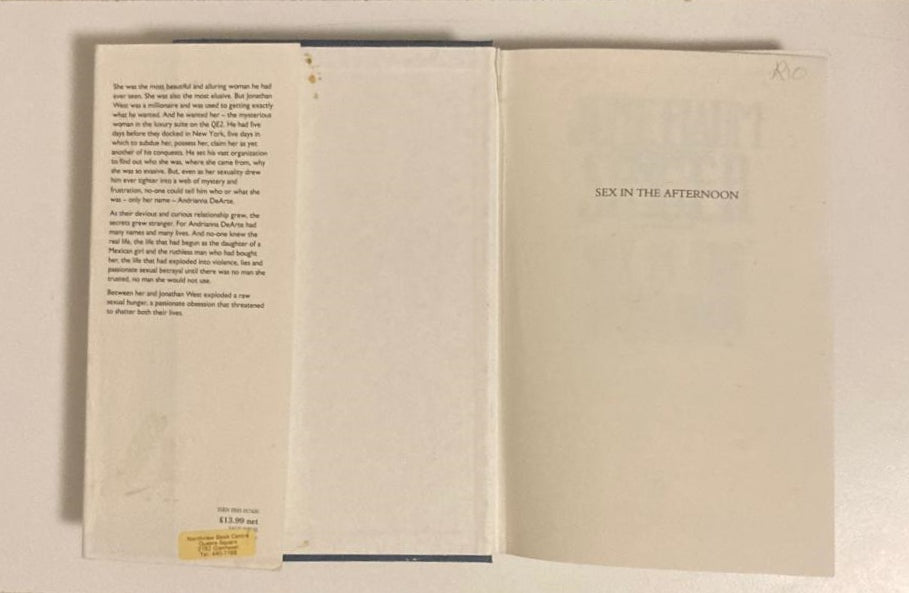 She was the most beautiful and alluring woman he had
ever seen. She was also the most elusive. But Jonathan
West was a millionaire and was used to getting exactly
what he wanted. And he wanted her – the mysterious
woman in the luxury suite on the QE2. He had five
days before they docked in New York, five days in
which to subdue her, possess her, claim her as yet
another of his conquests. He set his vast organization
to find out who she was, where she came from, why
she was so evasive. But, even as her sexuality drew
him ever tighter into a web of mystery and
frustration, no-one could tell him who or what she
was – only her name – Andrianna DeArte.
As their devious and curious relationship grew, the
secrets grew stranger. For Andrianna DeArte had
many names and many lives. And no-one knew the
real life, the life that had begun as the daughter of a
Mexican girl and the ruthless man who had bought
her, the life that had exploded into violence, lies and
passionate sexual betrayal until there was no man she
trusted, no man she would not use.
Between her and Jonathan West exploded a raw
sexual hunger, a passionate obsession that threatened
to shatter both their lives.
ISBN
£13.99 net
Northview Book Centre
Queens Square
Tel:
R10
SEX IN THE AFTERNOON